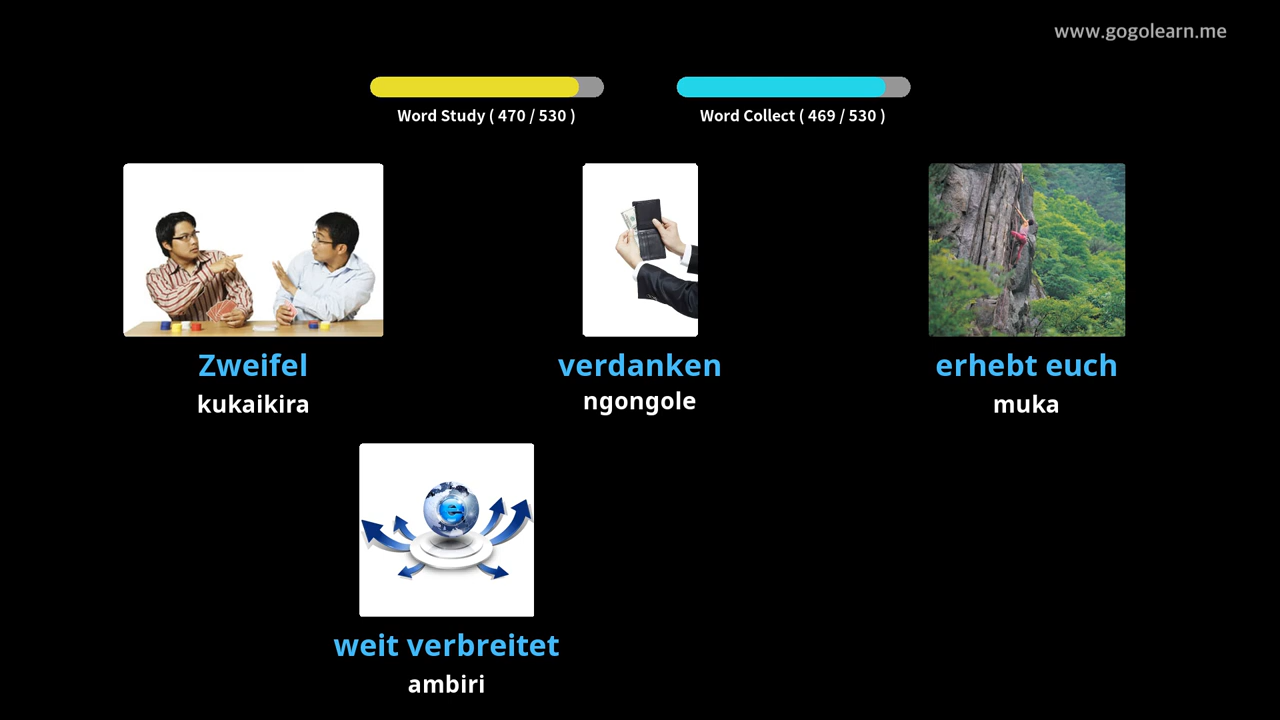 www.gogolearn.me
Word Study ( 470 / 530 )
Word Collect ( 469 / 530 )
Zweifel
kukaikira
verdanken
ngongole
erhebt euch
muka
e
weit verbreitet
ambiri